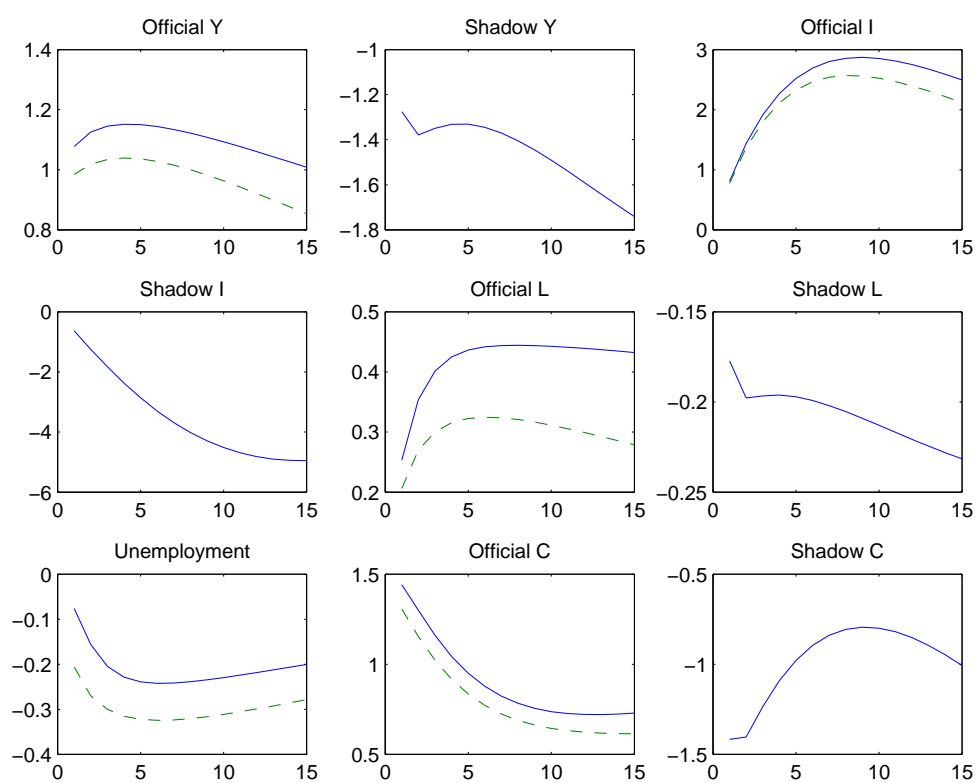 Official Y
Shadow Y
Official I
1.4
1.2
1
0.8
0 5 10 15
−1
−1.2
−1.4
−1.6
−1.8
0 5 10 15
3
2
1
0
0 5 10 15
Shadow I
Official L
Shadow L
0
−2
−4
−6
0 5 10 15
0.5
0.4
0.3
0.2
0 5 10 15
−0.15
−0.2
−0.25
0 5 10 15
Unemployment
Official C
Shadow C
0
−0.1
−0.2
−0.3
−0.4
0 5 10 15
1.5
1
0.5
0 5 10 15
−0.5
−1
−1.5
0 5 10 15